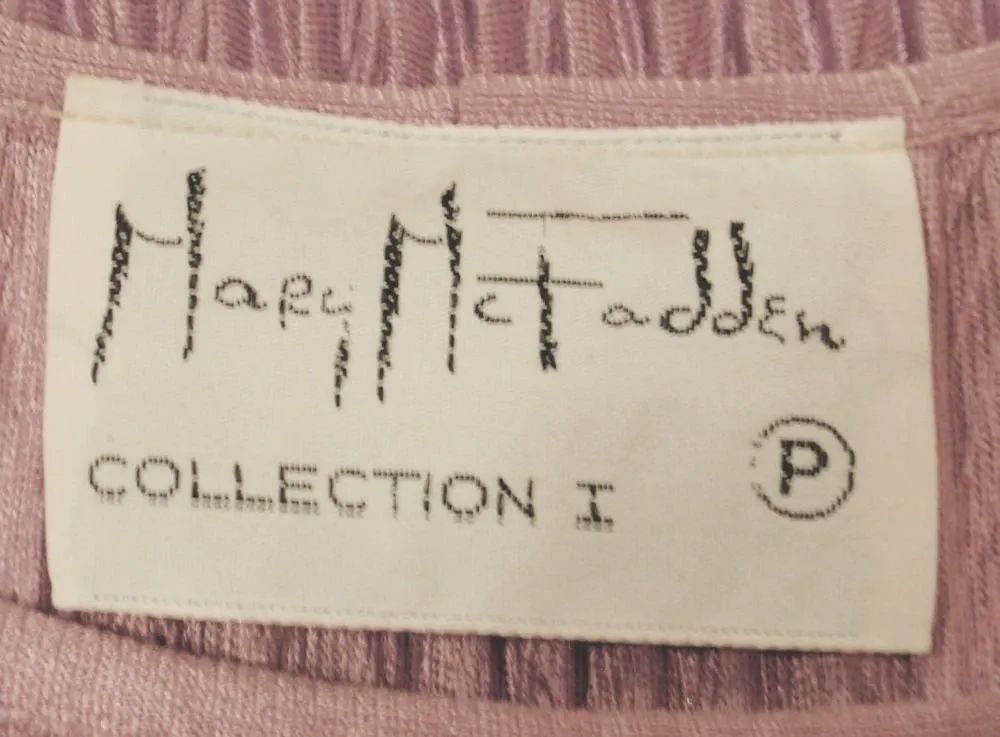 Mary McFadden
COLLECTION I
P